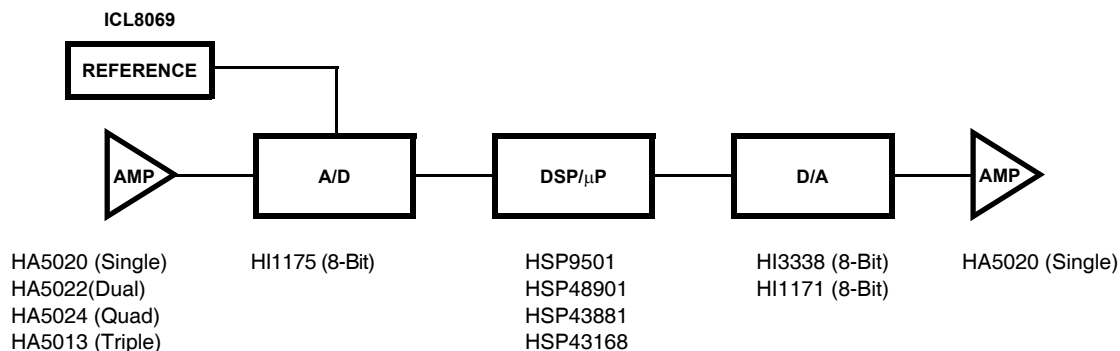 ICL8069
REFERENCE
AMP
A/D
DSP/μP
D/A
AMP
HA5020 (Single)
HA5022(Dual)
HA5024 (Quad)
HA5013 (Triple)
HI1175 (8-Bit)
HSP9501
HSP48901
HSP43881
HSP43168
HI3338 (8-Bit)
HI1171 (8-Bit)
HA5020 (Single)